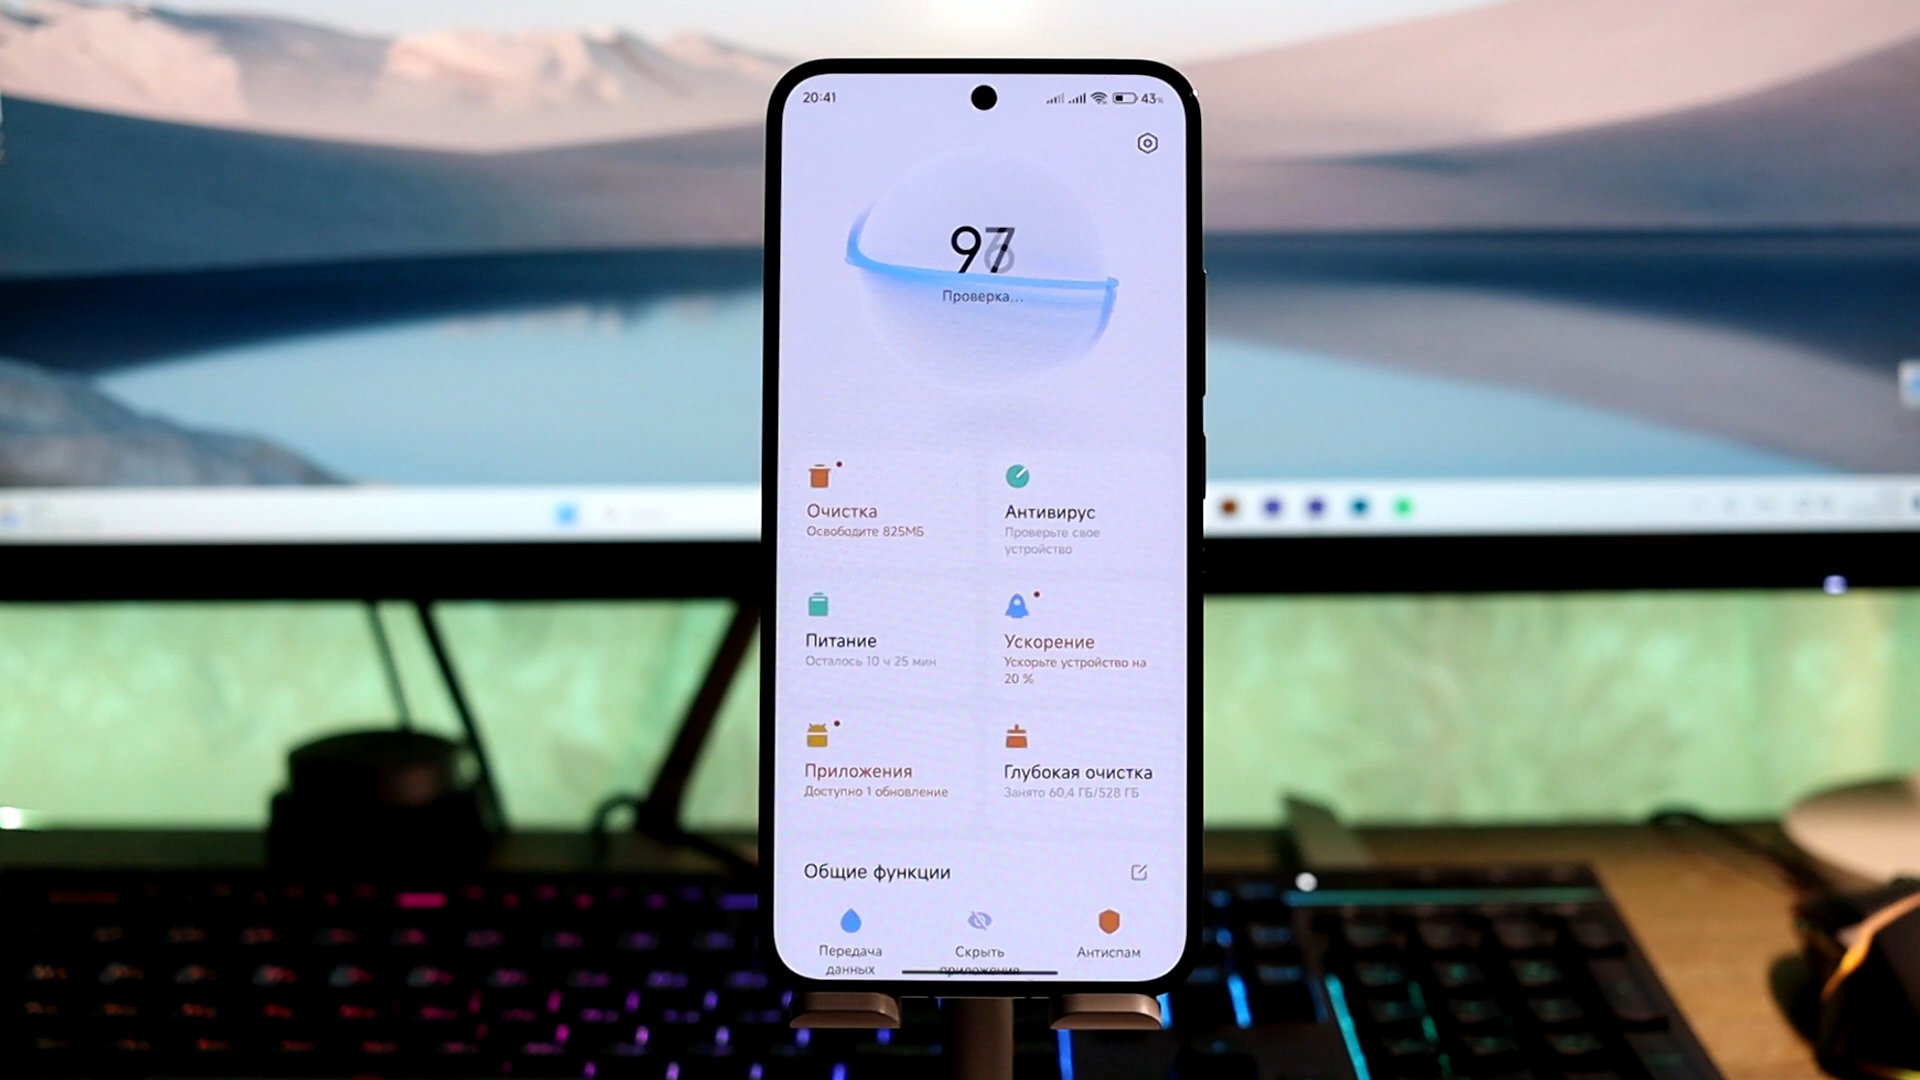 20:41
43%
97
Проверка...
Очистка
Освободите 825МБ
Антивирус
Проверьте свое
устройство
Питание
Осталось 10 ч 25 мин
Ускорение
Ускорьте устройство на
20 %
Приложения
Доступно 1 обновление
Глубокая очистка
Занято 60,4 ГБ/528 ГБ
Общие функции
Передача
данных
Скрыть
приложения
Антиспам